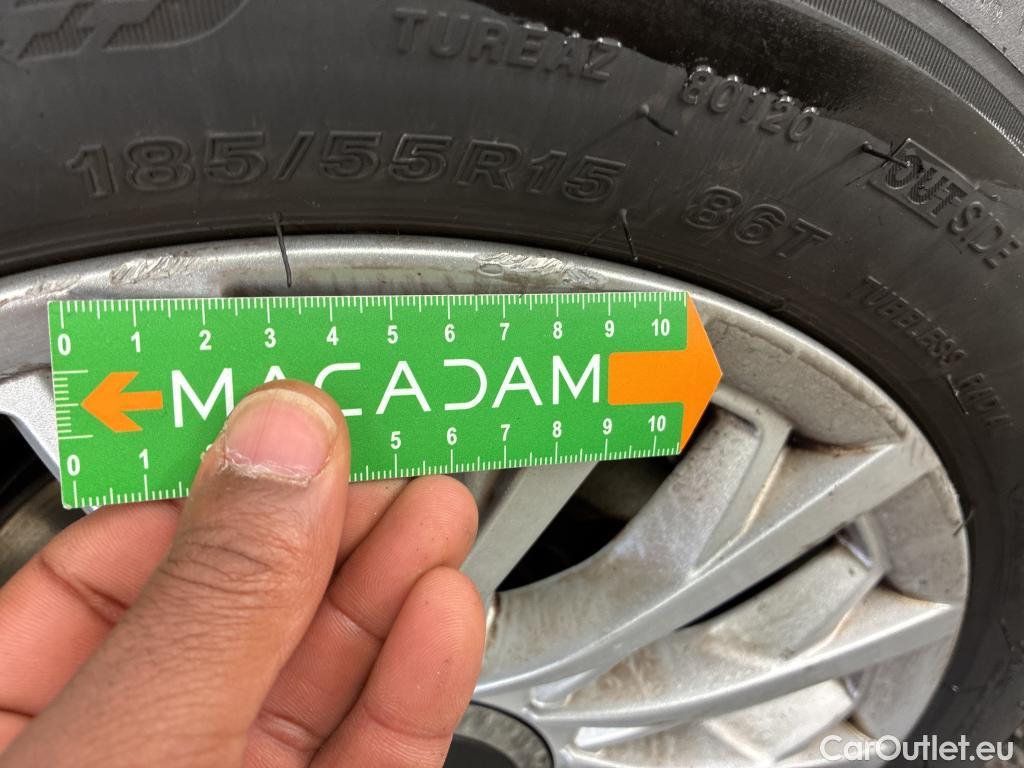 TUREAZ 80120
185/55R15 86T
OUTSIDE
TUBELESS
0 1 2 3 4 5 6 7 8 9 10
MACADAM
0 1 5 6 7 8 9 10
CarOutlet.eu